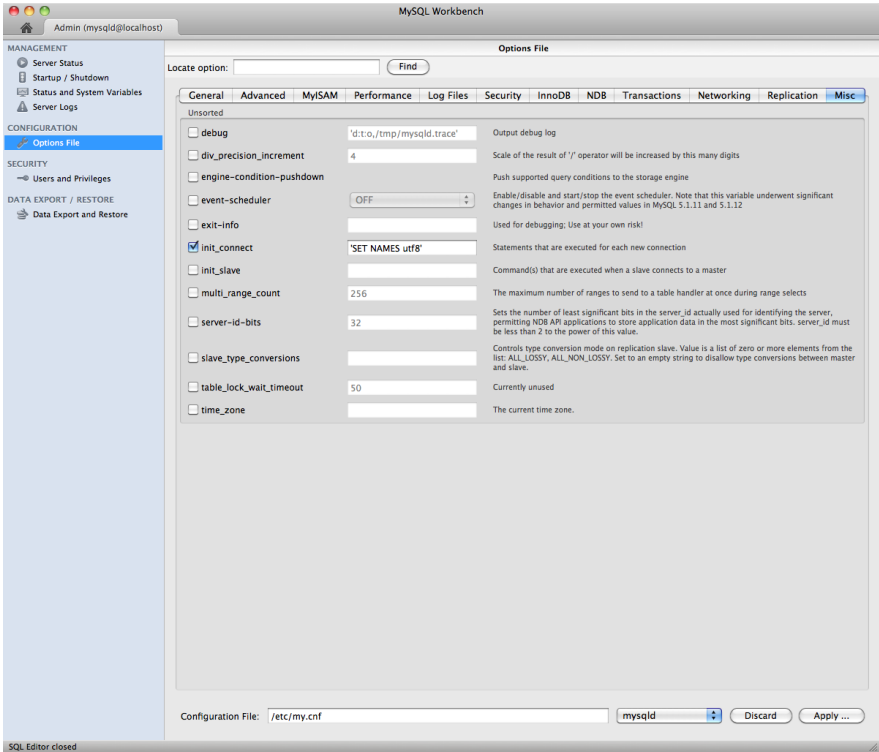 MySQL Workbench
Admin (mysqld@localhost)
MANAGEMENT
Server Status
Startup / Shutdown
Status and System Variables
Server Logs
CONFIGURATION
Options File
SECURITY
Users and Privileges
DATA EXPORT / RESTORE
Data Export and Restore
Options File
Locate option:
Find
General Advanced MyISAM Performance Log Files Security InnoDB NDB Transactions Networking Replication Misc
Unsorted
debug 'd:t:o,/tmp/mysqld.trace' Output debug log
div_precision_increment 4 Scale of the result of '/' operator will be increased by this many digits
engine-condition-pushdown Push supported query conditions to the storage engine
event-scheduler OFF Enable/disable and start/stop the event scheduler. Note that this variable underwent significant
changes in behavior and permitted values in MySQL 5.1.11 and 5.1.12
exit-info Used for debugging; Use at your own risk!
init_connect 'SET NAMES utf8' Statements that are executed for each new connection
init_slave Command(s) that are executed when a slave connects to a master
multi_range_count 256 The maximum number of ranges to send to a table handler at once during range selects
server-id-bits 32 Sets the number of least significant bits in the server_id actually used for identifying the server,
permitting NDB API applications to store application data in the most significant bits. server_id must
be less than 2 to the power of this value.
slave_type_conversions Controls type conversion mode on replication slave. Value is a list of zero or more elements from the
list: ALL_LOSSY, ALL_NON_LOSSY. Set to an empty string to disallow type conversions between master
and slave.
table_lock_wait_timeout 50 Currently unused
time_zone The current time zone.
Configuration File: /etc/my.cnf mysqld Discard Apply ...
SQL Editor closed